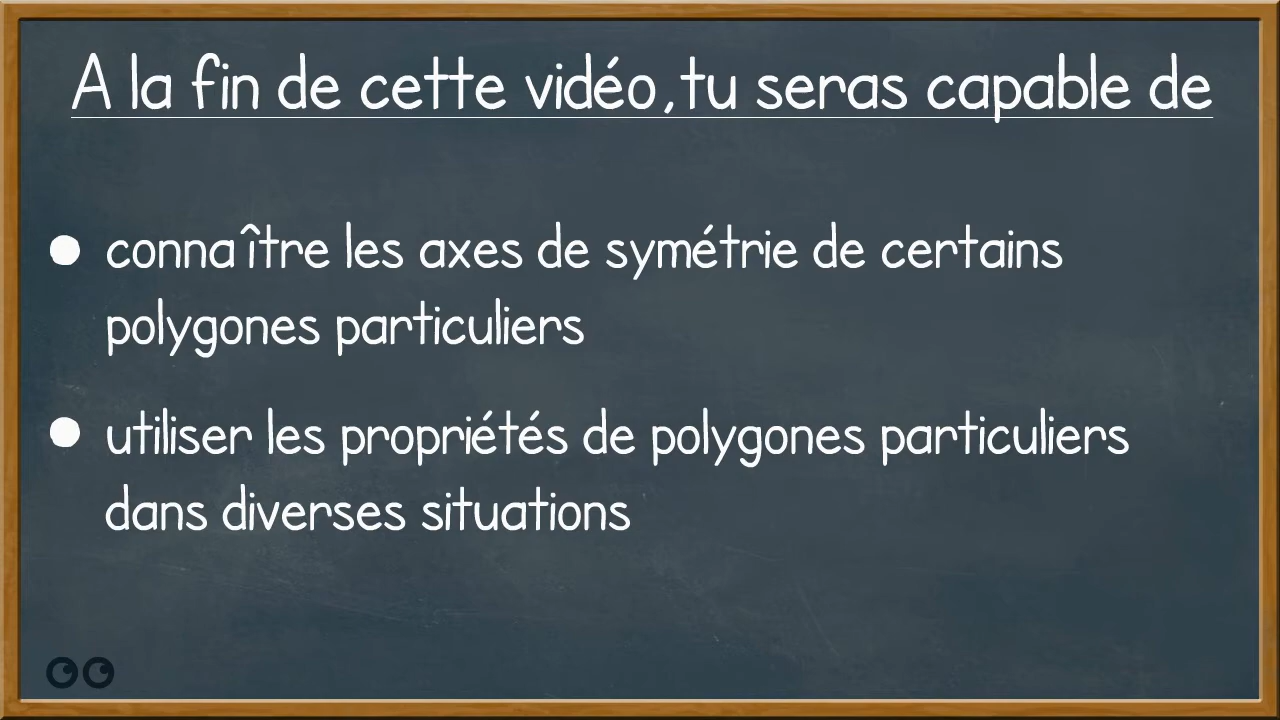 A la fin de cette vidéo,tu seras capable de
connaître les axes de symétrie de certains
polygones particuliers
utiliser les propriétés de polygones particuliers
dans diverses situations